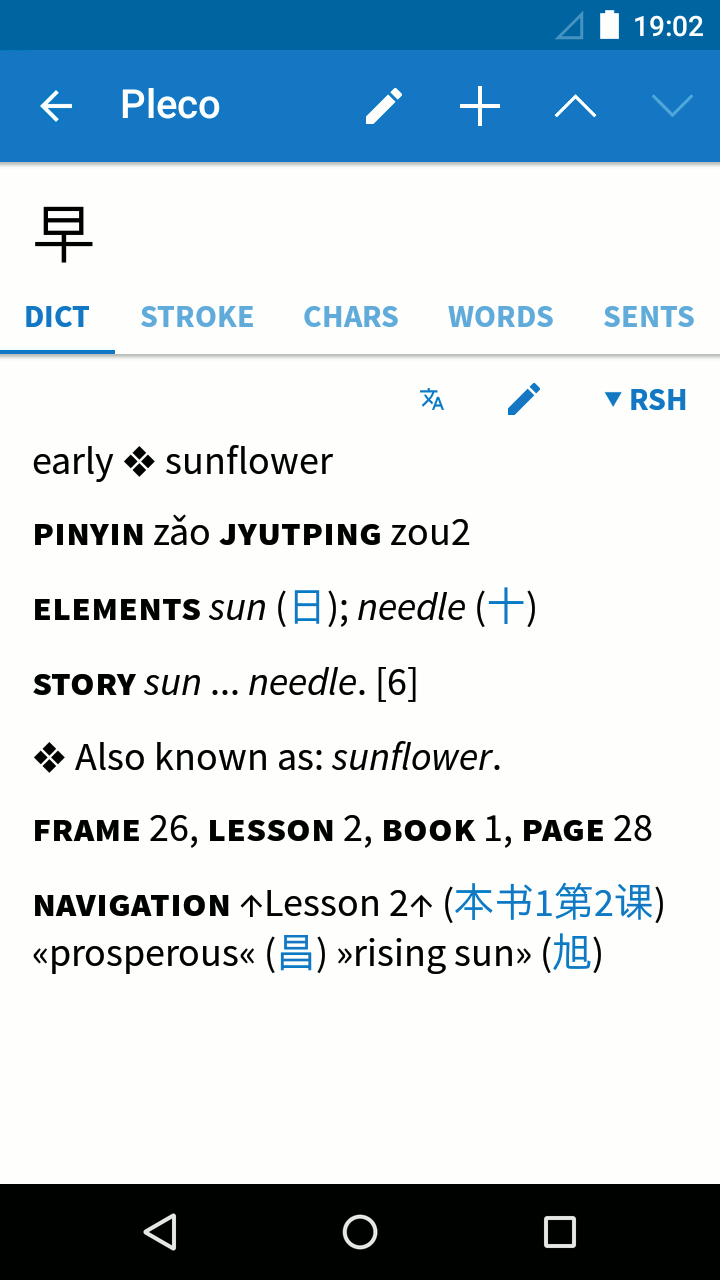 19:02
Pleco
早
DICT STROKE CHARS WORDS SENTS
▼ RSH
early ❖ sunflower
PINYIN zǎo JYUTPING zou2
ELEMENTS sun (日); needle (十)
STORY sun ... needle. [6]
❖ Also known as: sunflower.
FRAME 26, LESSON 2, BOOK 1, PAGE 28
NAVIGATION ↑Lesson 2↑ (本书1第2课)
«prosperous« (昌) »rising sun» (旭)